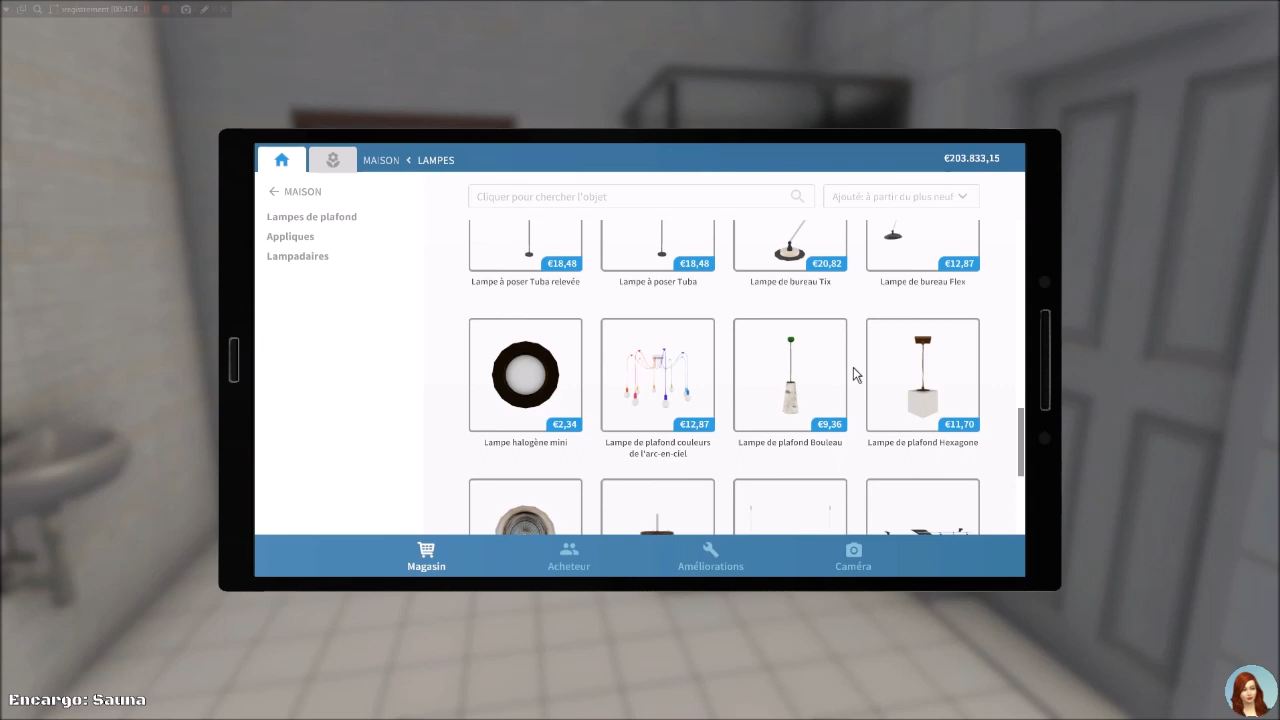 [00:47:4
MAISON < LAMPES
€203.833,15
← MAISON
Lampes de plafond
Appliques
Lampadaires
Cliquer pour chercher l'objet
Ajouté: à partir du plus neuf
€18,48
€18,48
€20,82
€12,87
Lampe à poser Tuba relevée
Lampe à poser Tuba
Lampe de bureau Tix
Lampe de bureau Flex
€2,34
€12,87
€9,36
€11,70
Lampe halogène mini
Lampe de plafond couleurs
de l'arc-en-ciel
Lampe de plafond Bouleau
Lampe de plafond Hexagone
Magasin
Acheteur
Améliorations
Caméra
Encargo: Sauna